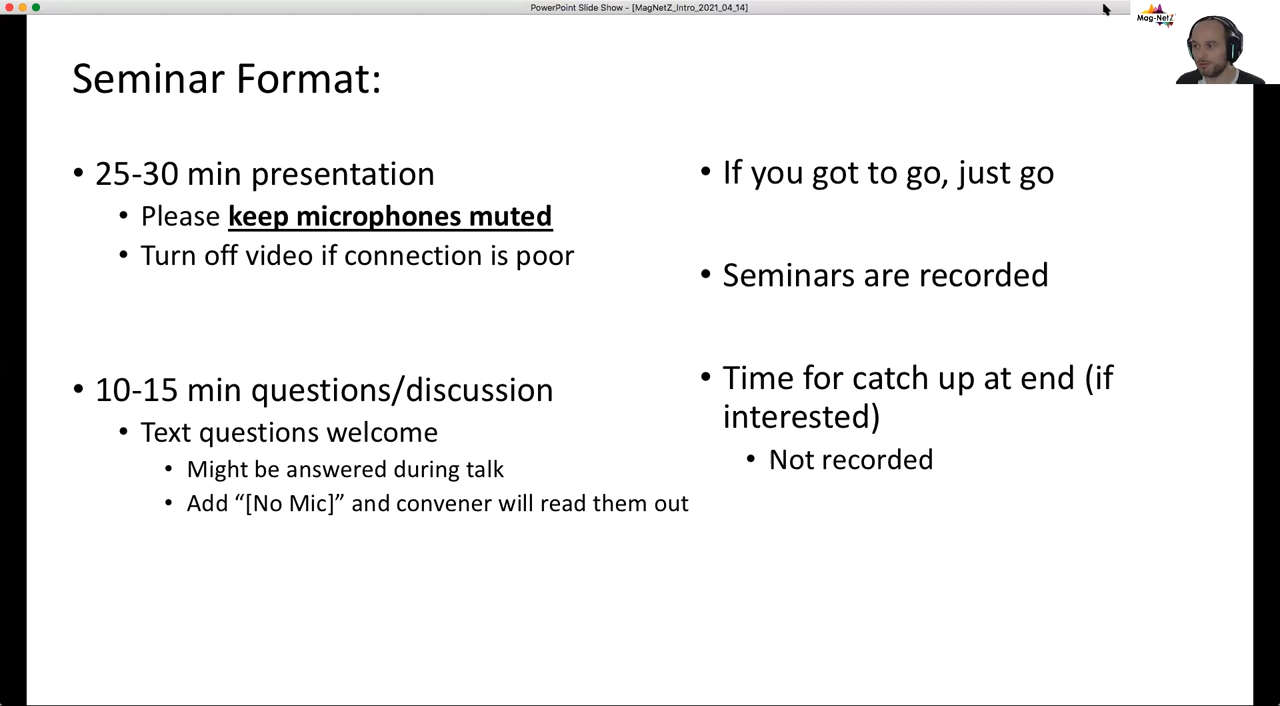 PowerPoint Slide Show - [MagNetZ_Intro_2021_04_14]
Mag-NetZ
Seminar Format:
• 25-30 min presentation
• Please keep microphones muted
• Turn off video if connection is poor
• 10-15 min questions/discussion
• Text questions welcome
• Might be answered during talk
• Add “[No Mic]” and convener will read them out
• If you got to go, just go
• Seminars are recorded
• Time for catch up at end (if
interested)
• Not recorded